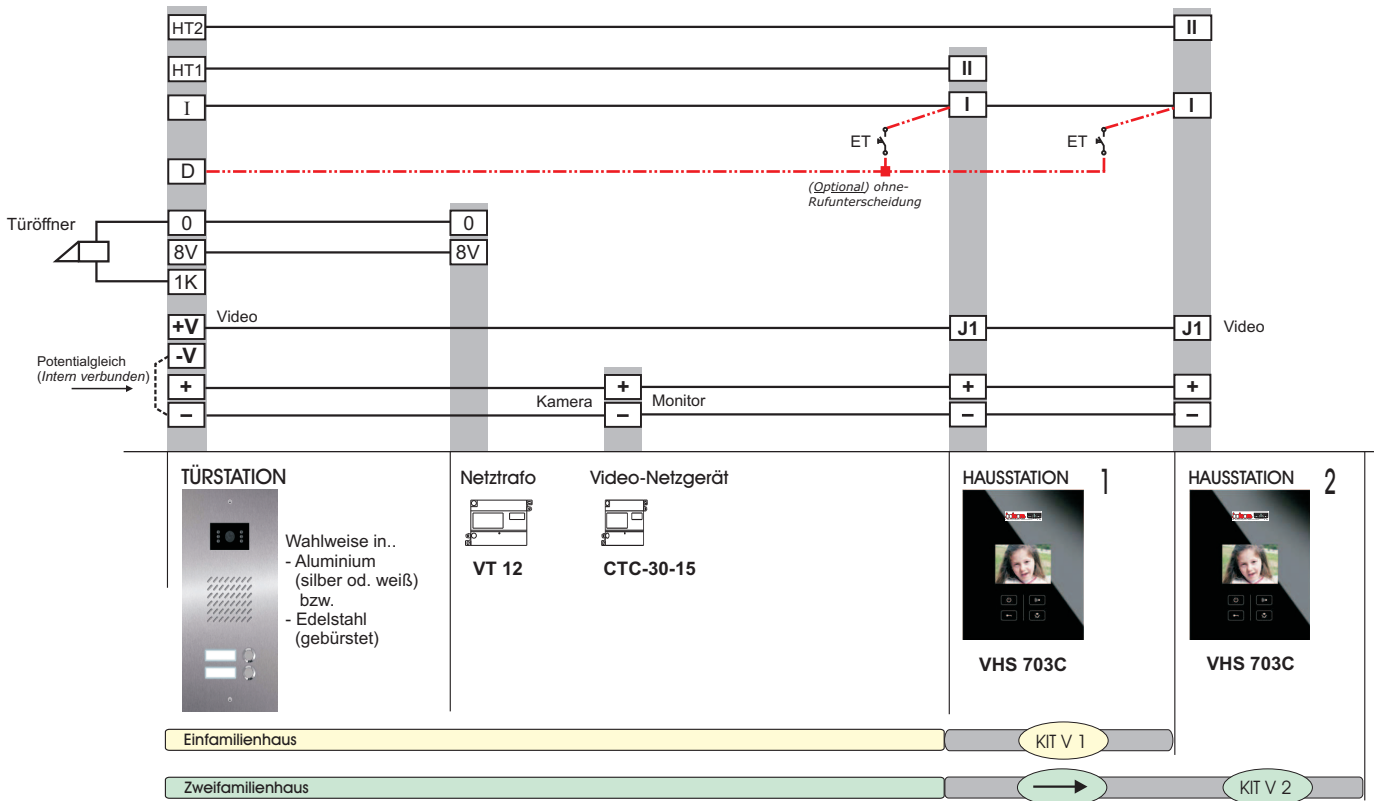 HT2 II
HT1 II
I I I
ET ET
D
(Optional) ohne-
Rufunterscheidung
Türöffner 0 0
8V 8V
1K
+V Video J1 J1 Video
-V
Potentialgleich
(Intern verbunden)
+ + + +
Kamera Monitor
– – – –
TÜRSTATION
Wahlweise in..
- Aluminium
(silber od. weiß)
bzw.
- Edelstahl
(gebürstet)
Netztrafo
VT 12
Video-Netzgerät
CTC-30-15
HAUSSTATION 1
VHS 703C
HAUSSTATION 2
VHS 703C
Einfamilienhaus KIT V 1
Zweifamilienhaus KIT V 2